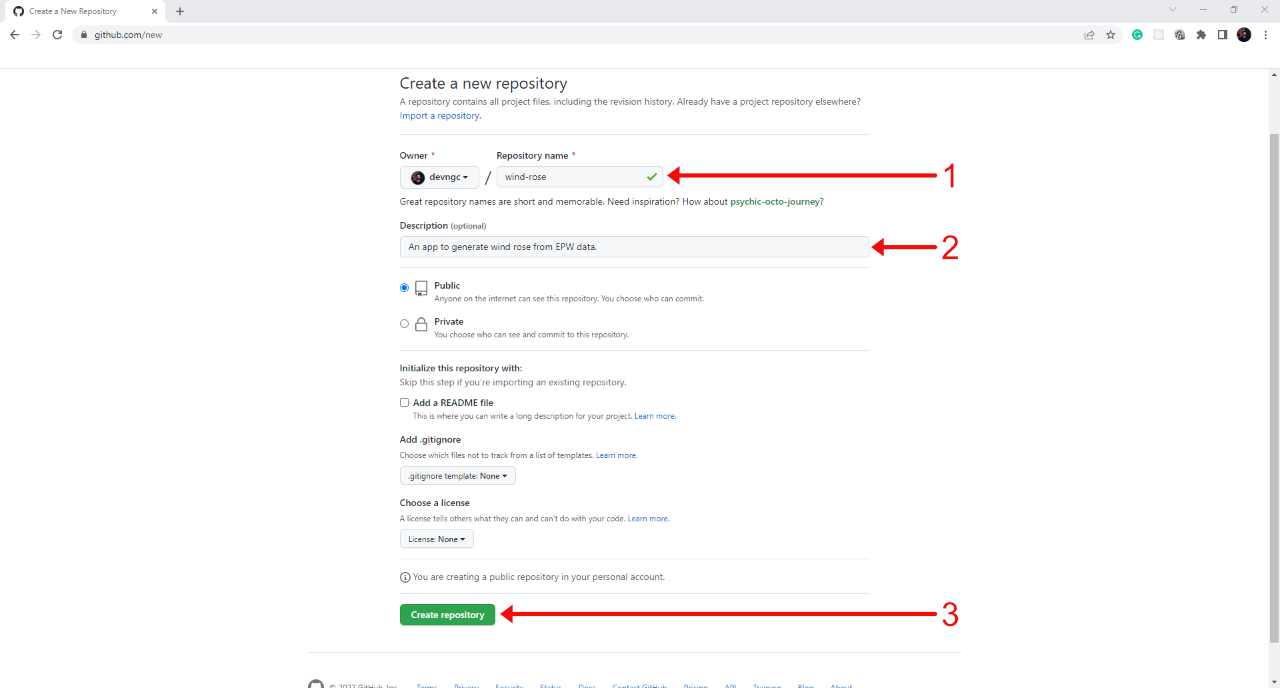 Create a New Repository
github.com/new
Create a new repository
A repository contains all project files, including the revision history. Already have a project repository elsewhere?
Import a repository.
Owner * Repository name *
devngc / wind-rose
1
Great repository names are short and memorable. Need inspiration? How about psychic-octo-journey?
Description (optional)
An app to generate wind rose from EPW data.
2
Public
Anyone on the internet can see this repository. You choose who can commit.
Private
You choose who can see and commit to this repository.
Initialize this repository with:
Skip this step if you're importing an existing repository.
Add a README file
This is where you can write a long description for your project. Learn more.
Add .gitignore
Choose which files not to track from a list of templates. Learn more.
.gitignore template: None
Choose a license
A license tells others what they can and can't do with your code. Learn more.
License: None
You are creating a public repository in your personal account.
Create repository
3
© 2022 GitHub, Inc. Terms Privacy Security Status Docs Contact GitHub Pricing API Training Blog About